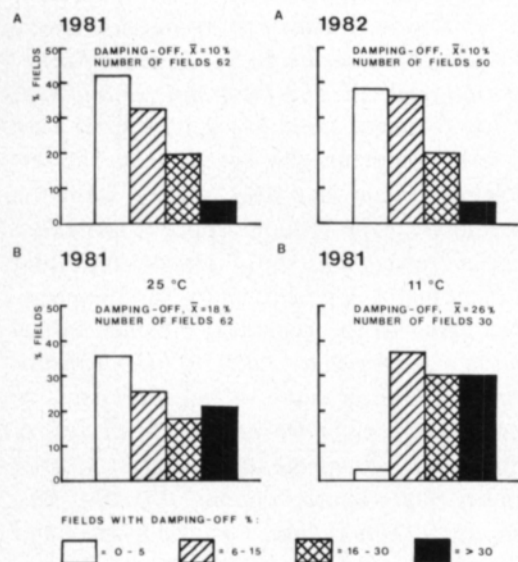 A 1981
DAMPING-OFF, X̄ = 10 %
NUMBER OF FIELDS 62
% FIELDS
50
40
30
20
10
0
A 1982
DAMPING-OFF, X̄ = 10 %
NUMBER OF FIELDS 50
B 1981
25 °C
DAMPING-OFF, X̄ = 18 %
NUMBER OF FIELDS 62
% FIELDS
50
40
30
20
10
0
B 1981
11 °C
DAMPING-OFF, X̄ = 26 %
NUMBER OF FIELDS 30
FIELDS WITH DAMPING-OFF % :
= 0 - 5 = 6 - 15 = 16 - 30 = > 30